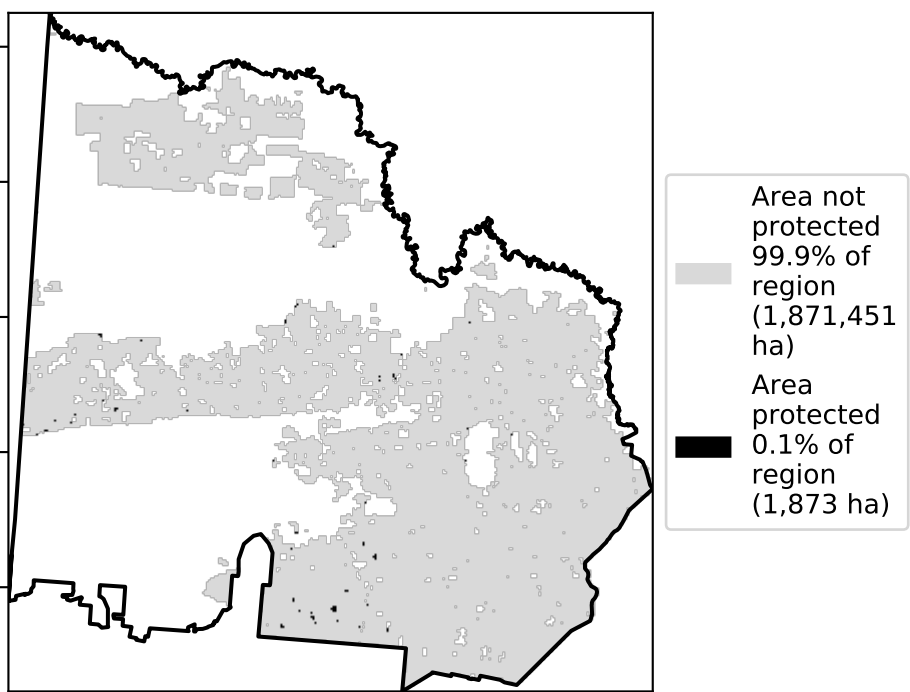 Area not
protected
99.9% of
region
(1,871,451
ha)
Area
protected
0.1% of
region
(1,873 ha)